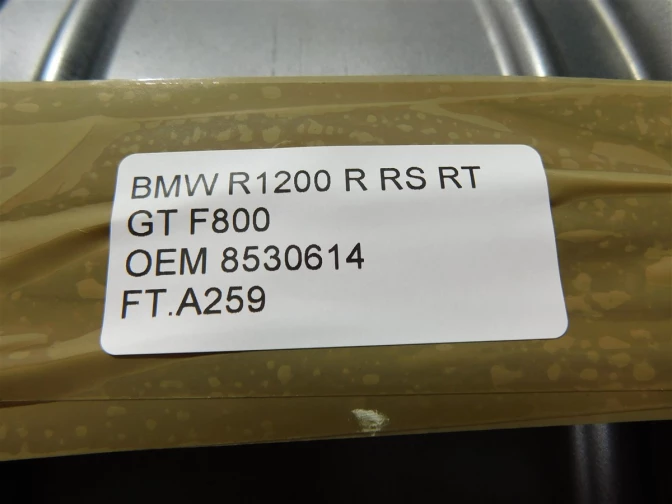 BMW R1200 R RS RT
GT F800
OEM 8530614
FT.A259